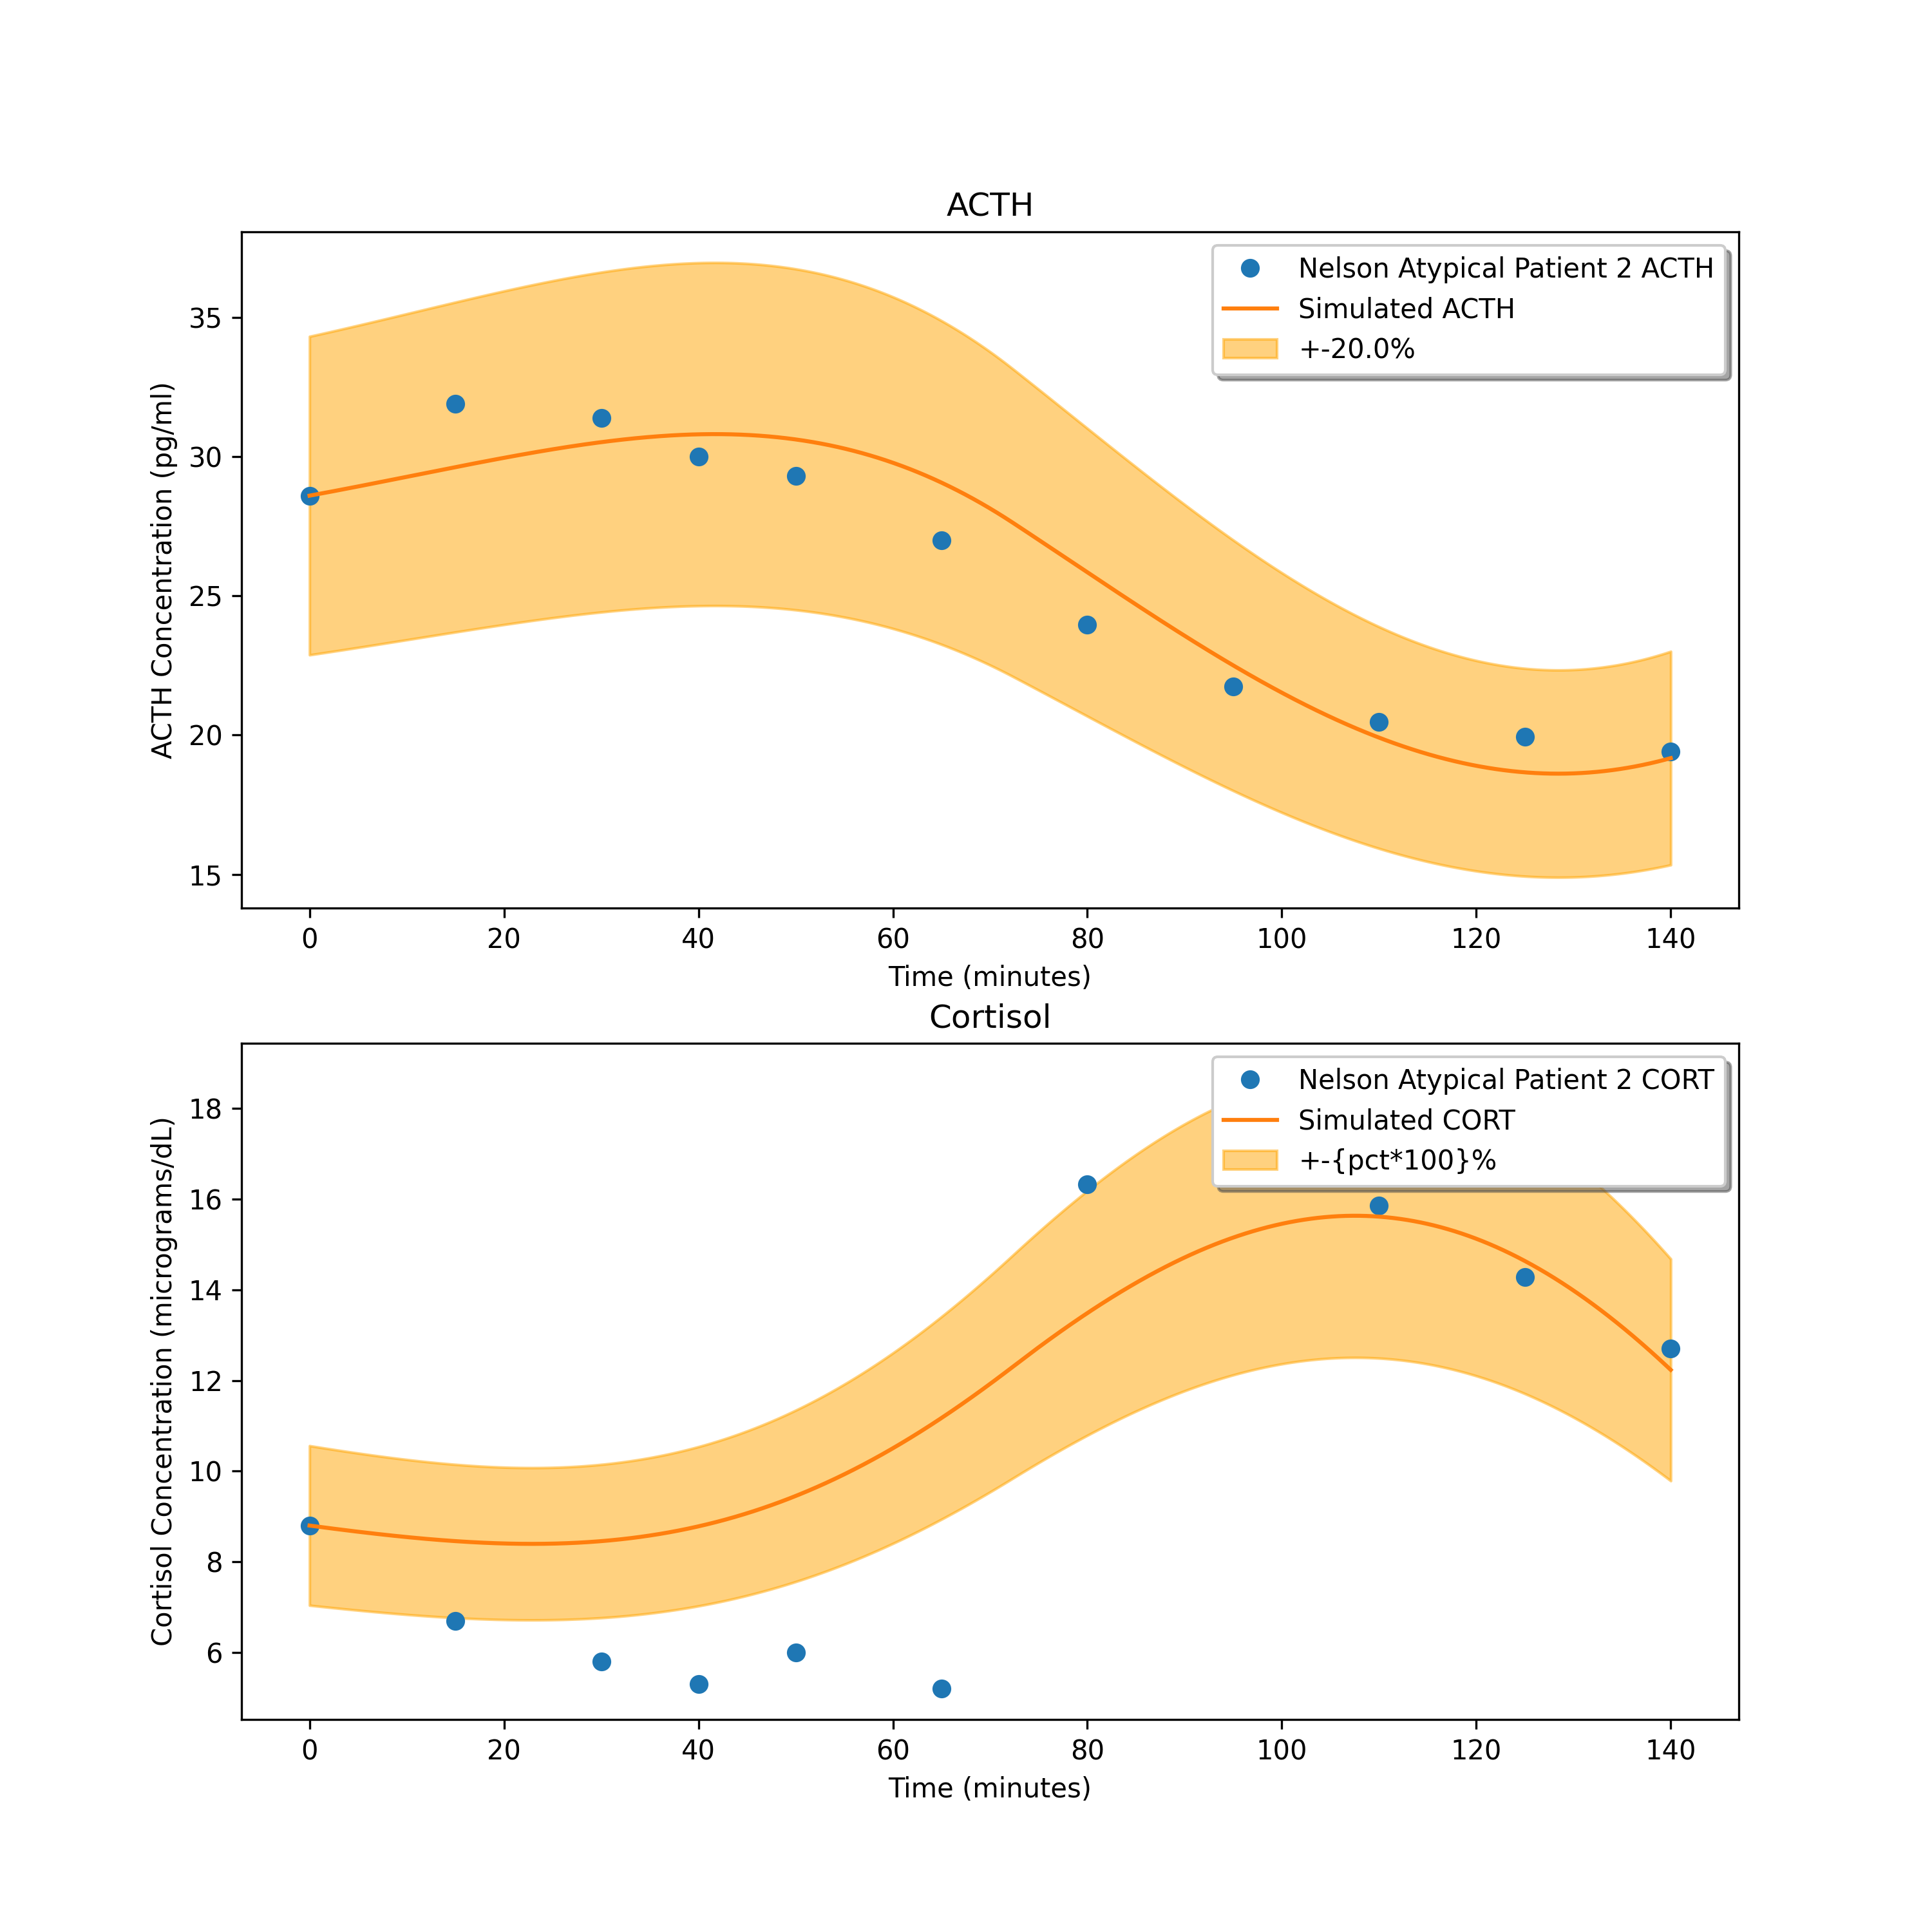 ACTH
Nelson Atypical Patient 2 ACTH
Simulated ACTH
+-20.0%
ACTH Concentration (pg/ml)
35
30
25
20
15
0 20 40 60 80 100 120 140
Time (minutes)
Cortisol
Nelson Atypical Patient 2 CORT
Simulated CORT
+-{pct*100}%
Cortisol Concentration (micrograms/dL)
18
16
14
12
10
8
6
0 20 40 60 80 100 120 140
Time (minutes)